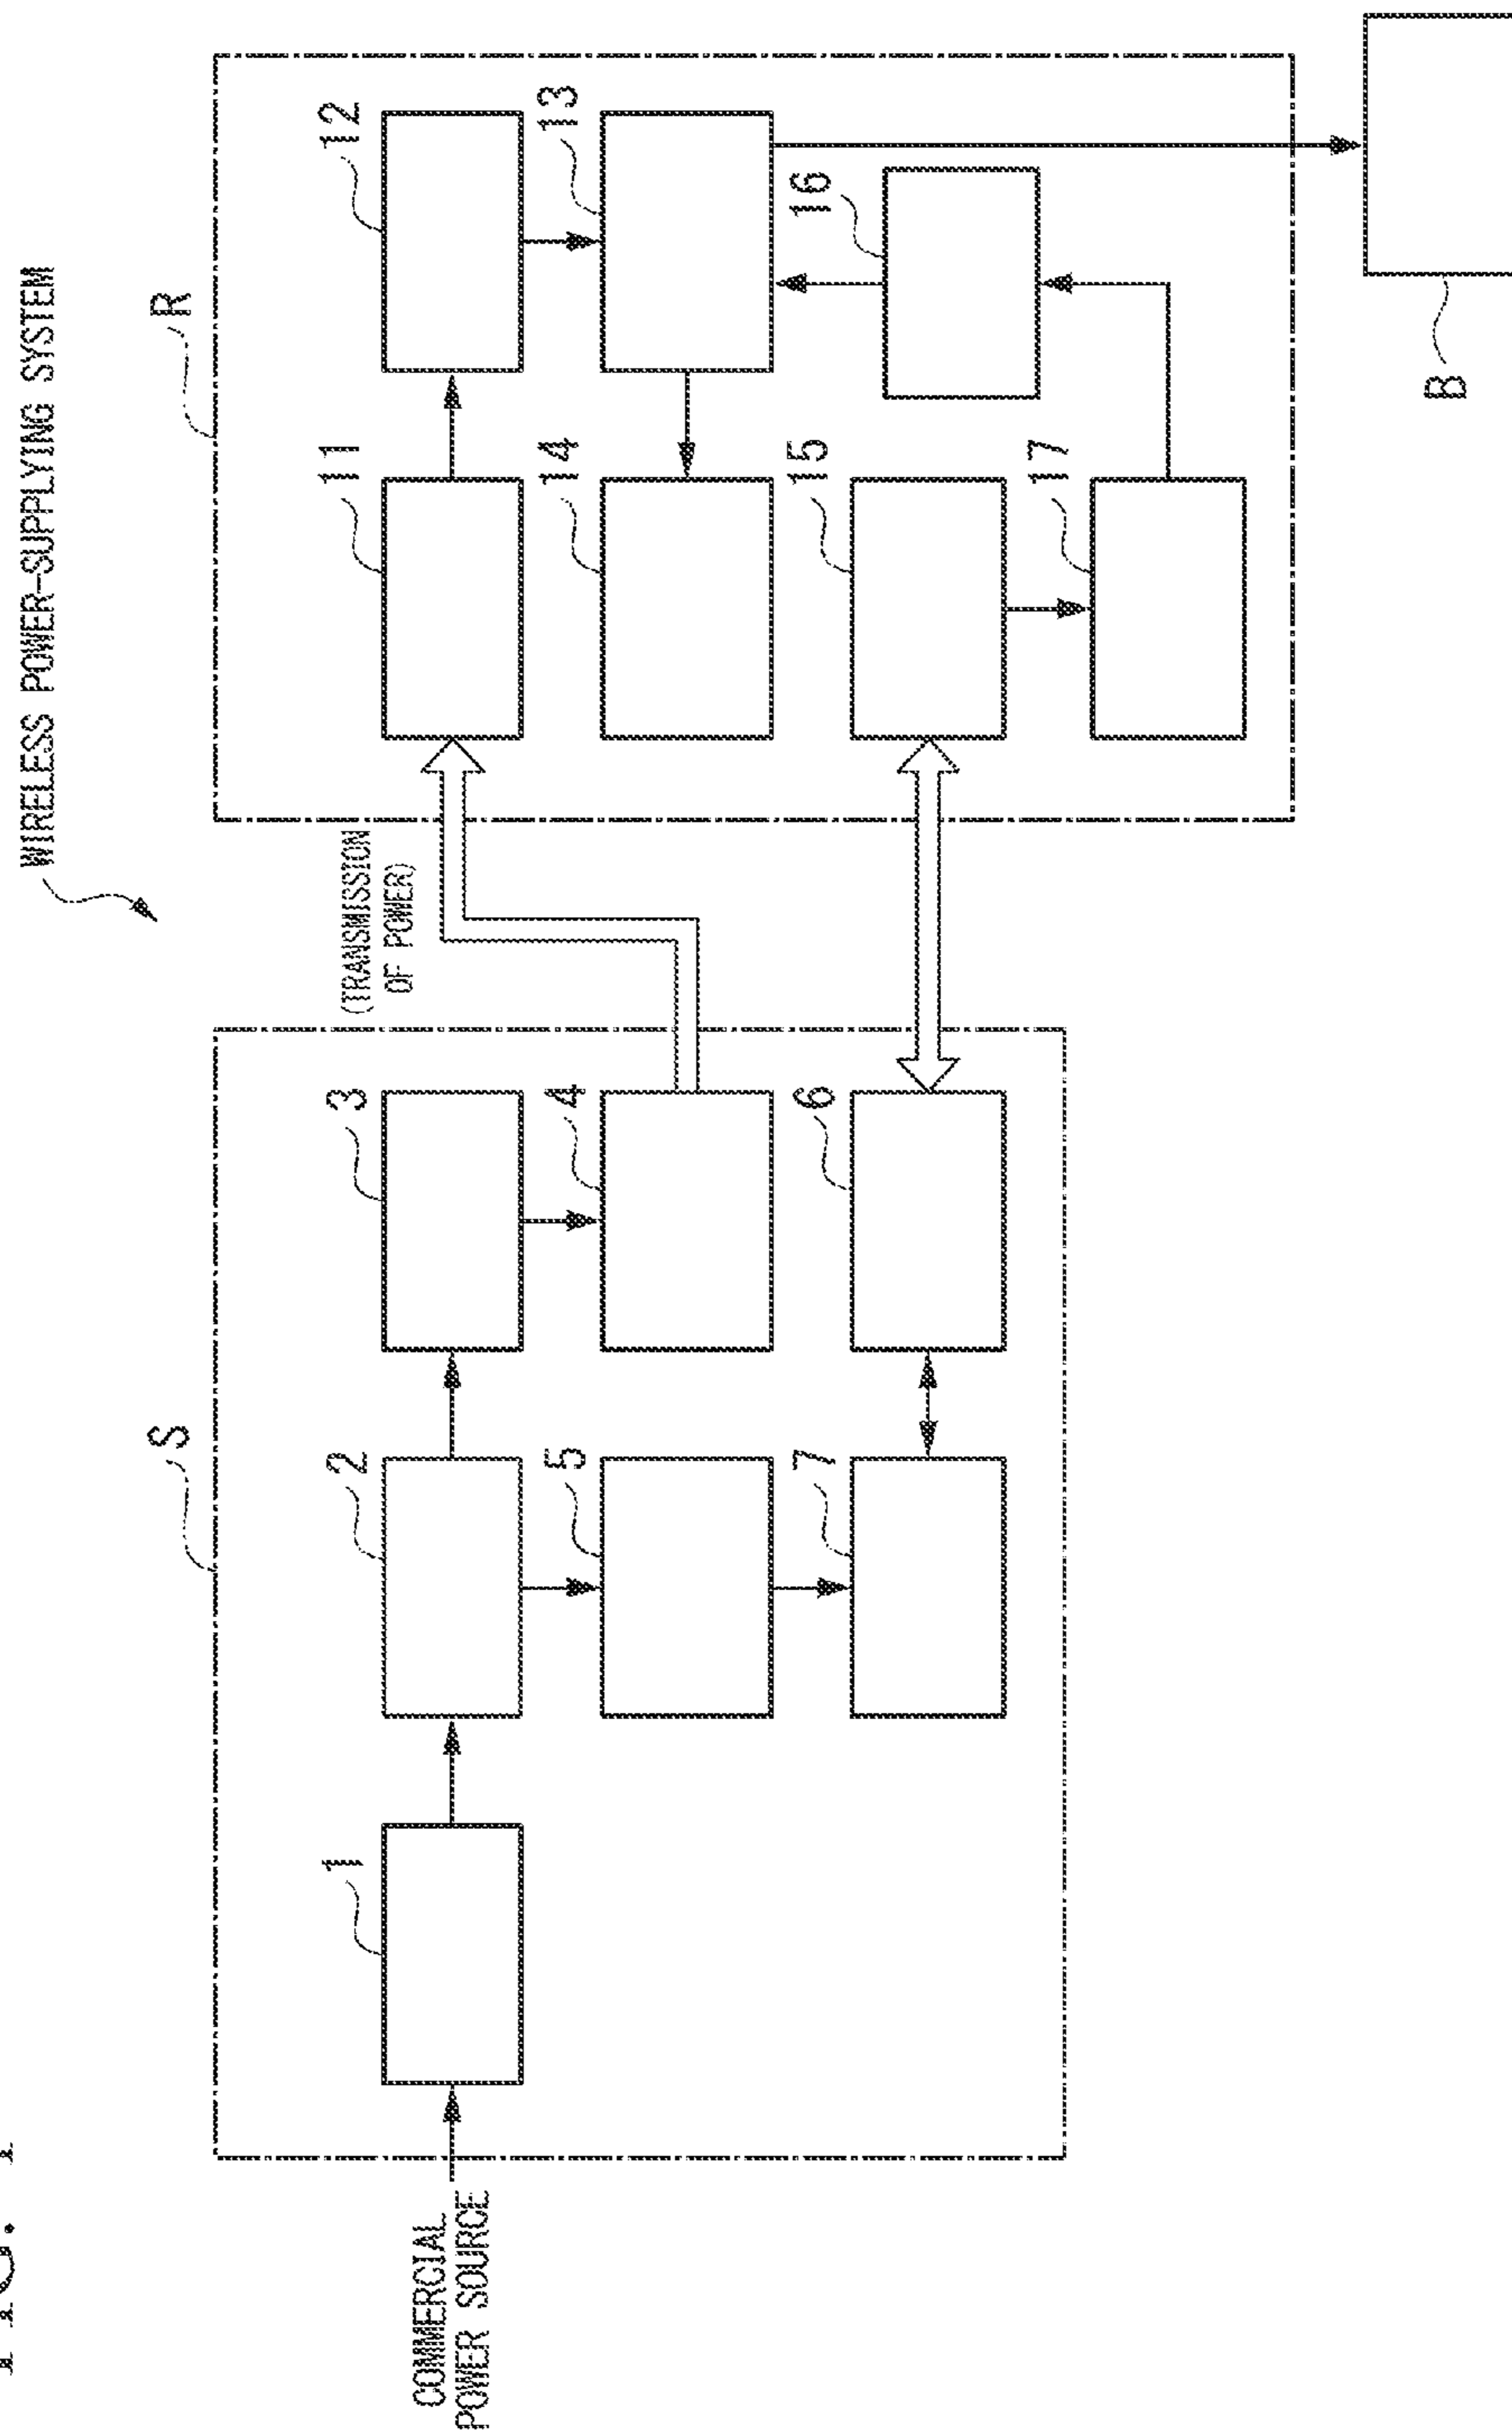 WIRELESS POWER-SUPPLYING SYSTEM
S
R
COMMERCIAL
POWER SOURCE
1
2
3
(TRANSMISSION
OF POWER)
11
12
5
4
14
13
7
6
15
16
17
B